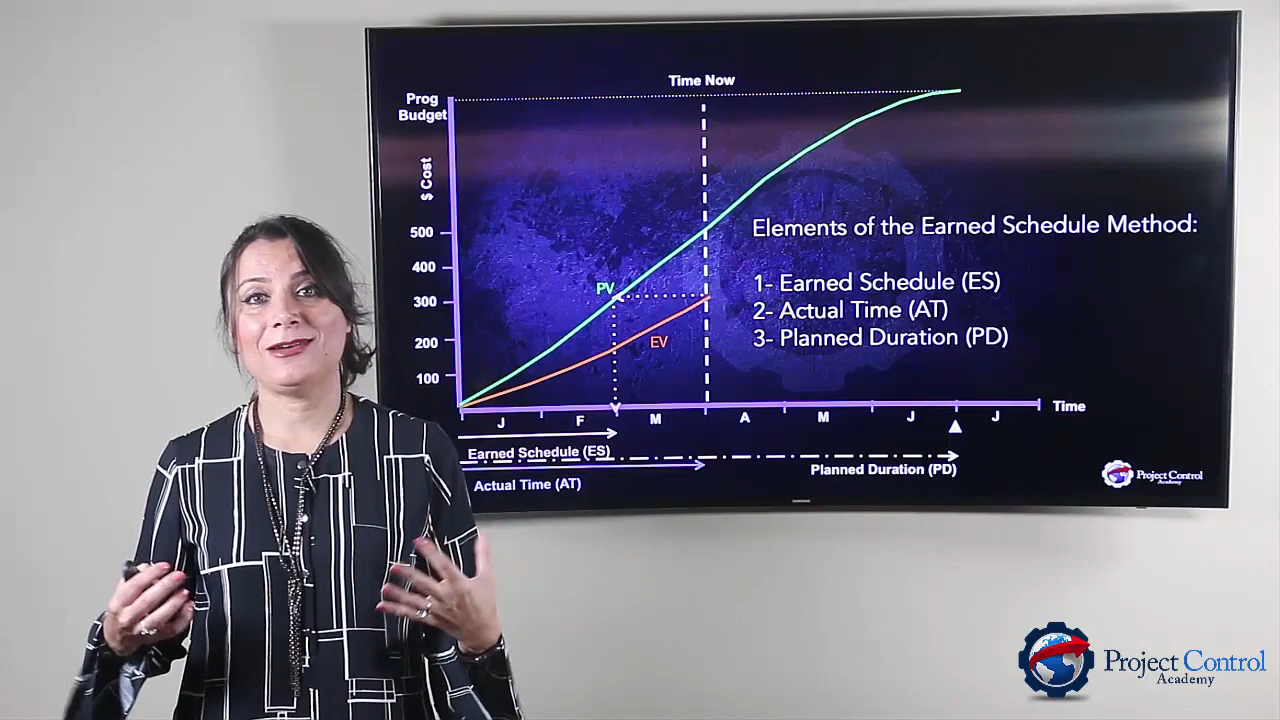 Time Now
Prog
Budget
$ Cost
500
400
300
200
100
PV
EV
Elements of the Earned Schedule Method:
1- Earned Schedule (ES)
2- Actual Time (AT)
3- Planned Duration (PD)
J F M A M J J
Time
Earned Schedule (ES)
Planned Duration (PD)
Actual Time (AT)
Project Control
Academy
SAMSUNG
Project Control
Academy